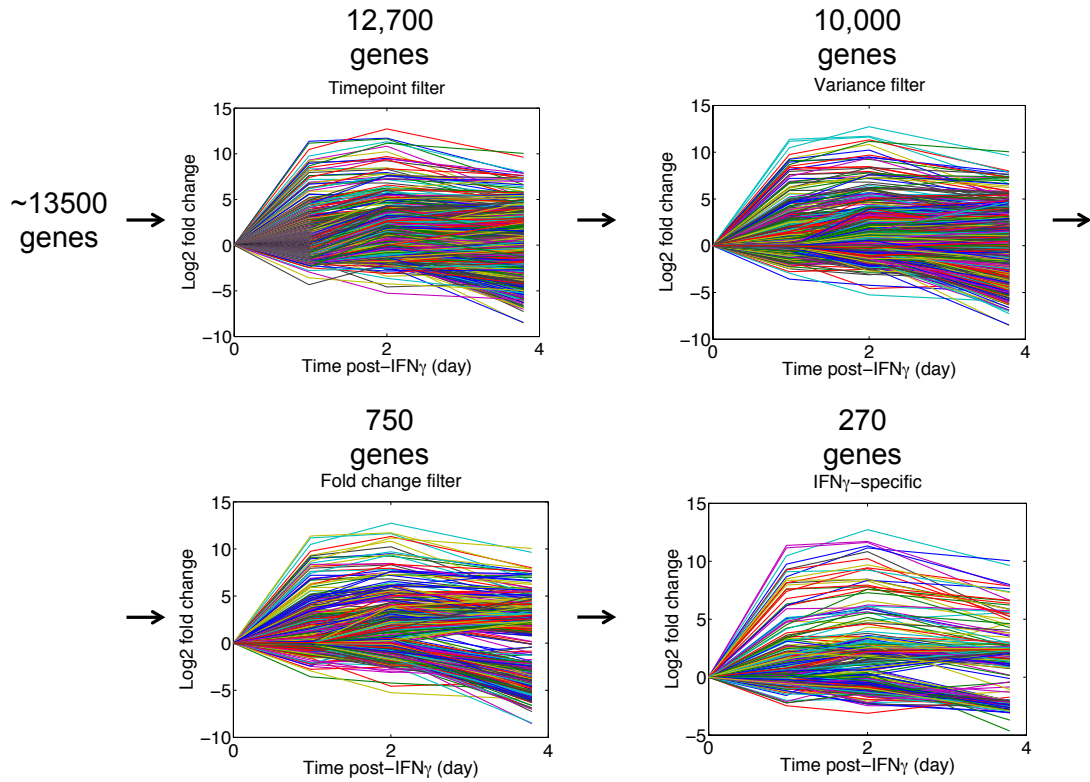 12,700
genes
Timepoint filter
15
10
5
0
−5
−10
0
2
4
Log2 fold change
Time post−IFNγ (day)
10,000
genes
Variance filter
15
10
5
0
−5
−10
0
2
4
Log2 fold change
Time post−IFNγ (day)
~13500
genes
750
genes
Fold change filter
15
10
5
0
−5
−10
0
2
4
Log2 fold change
Time post−IFNγ (day)
270
genes
IFNγ−specific
15
10
5
0
−5
0
2
4
Log2 fold change
Time post−IFNγ (day)